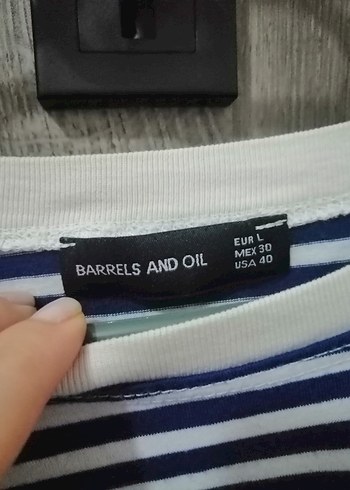 BARRELS AND OIL
EUR L
MEX 30
USA 40